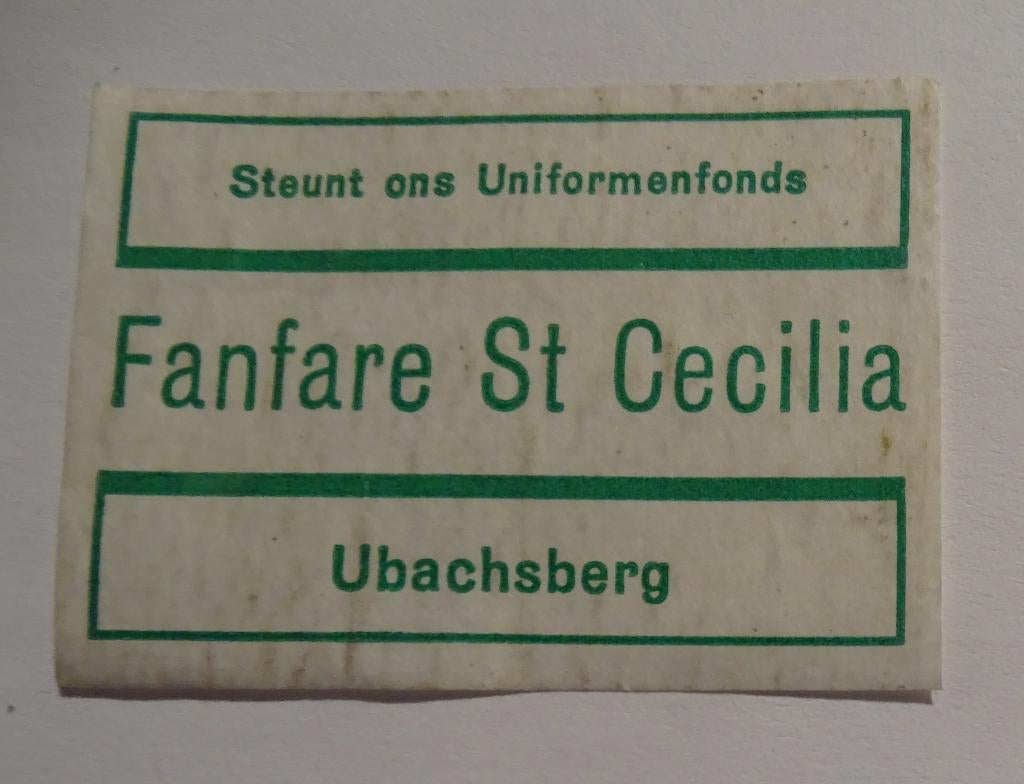 Steunt ons Uniformenfonds
Fanfare St Cecilia
Ubachsberg